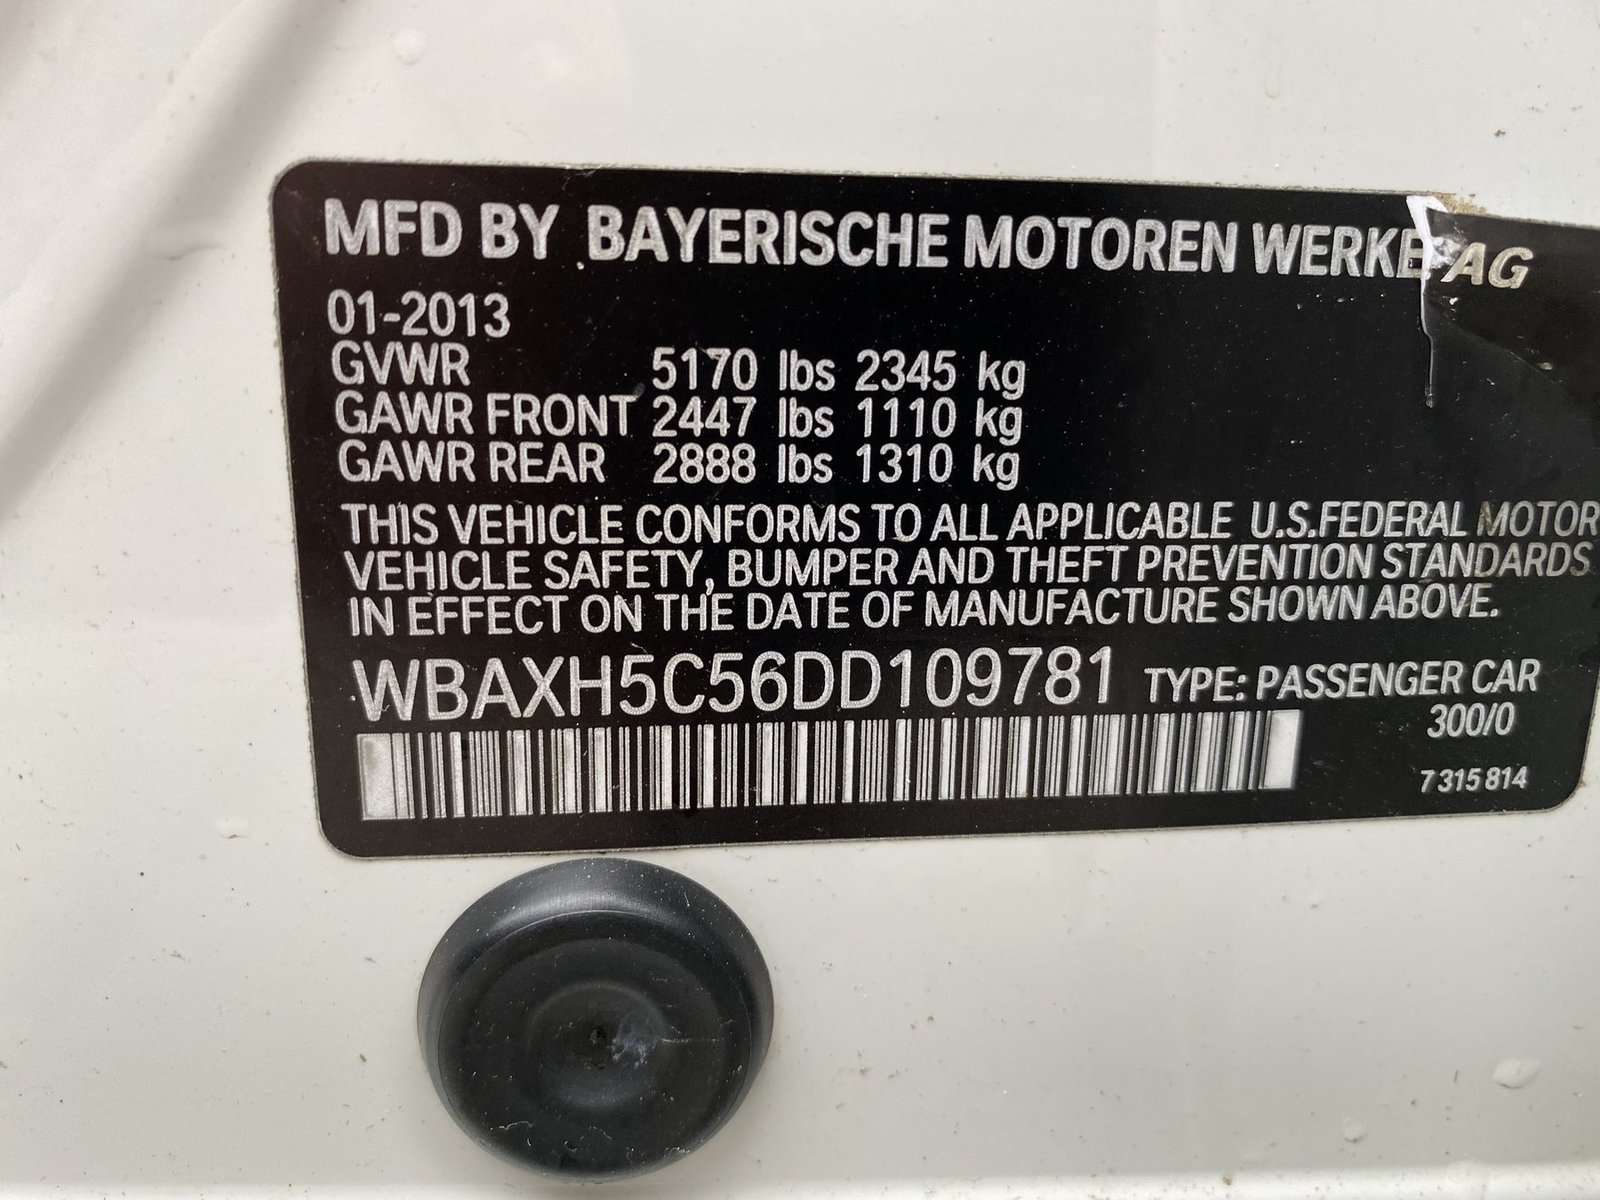 MFD BY BAYERISCHE MOTOREN WERKE AG
01-2013
GVWR 5170 lbs 2345 kg
GAWR FRONT 2447 lbs 1110 kg
GAWR REAR 2888 lbs 1310 kg
THIS VEHICLE CONFORMS TO ALL APPLICABLE U.S.FEDERAL MOTOR
VEHICLE SAFETY, BUMPER AND THEFT PREVENTION STANDARDS
IN EFFECT ON THE DATE OF MANUFACTURE SHOWN ABOVE.
WBAXH5C56DD109781 TYPE: PASSENGER CAR
300/0
7 315 814